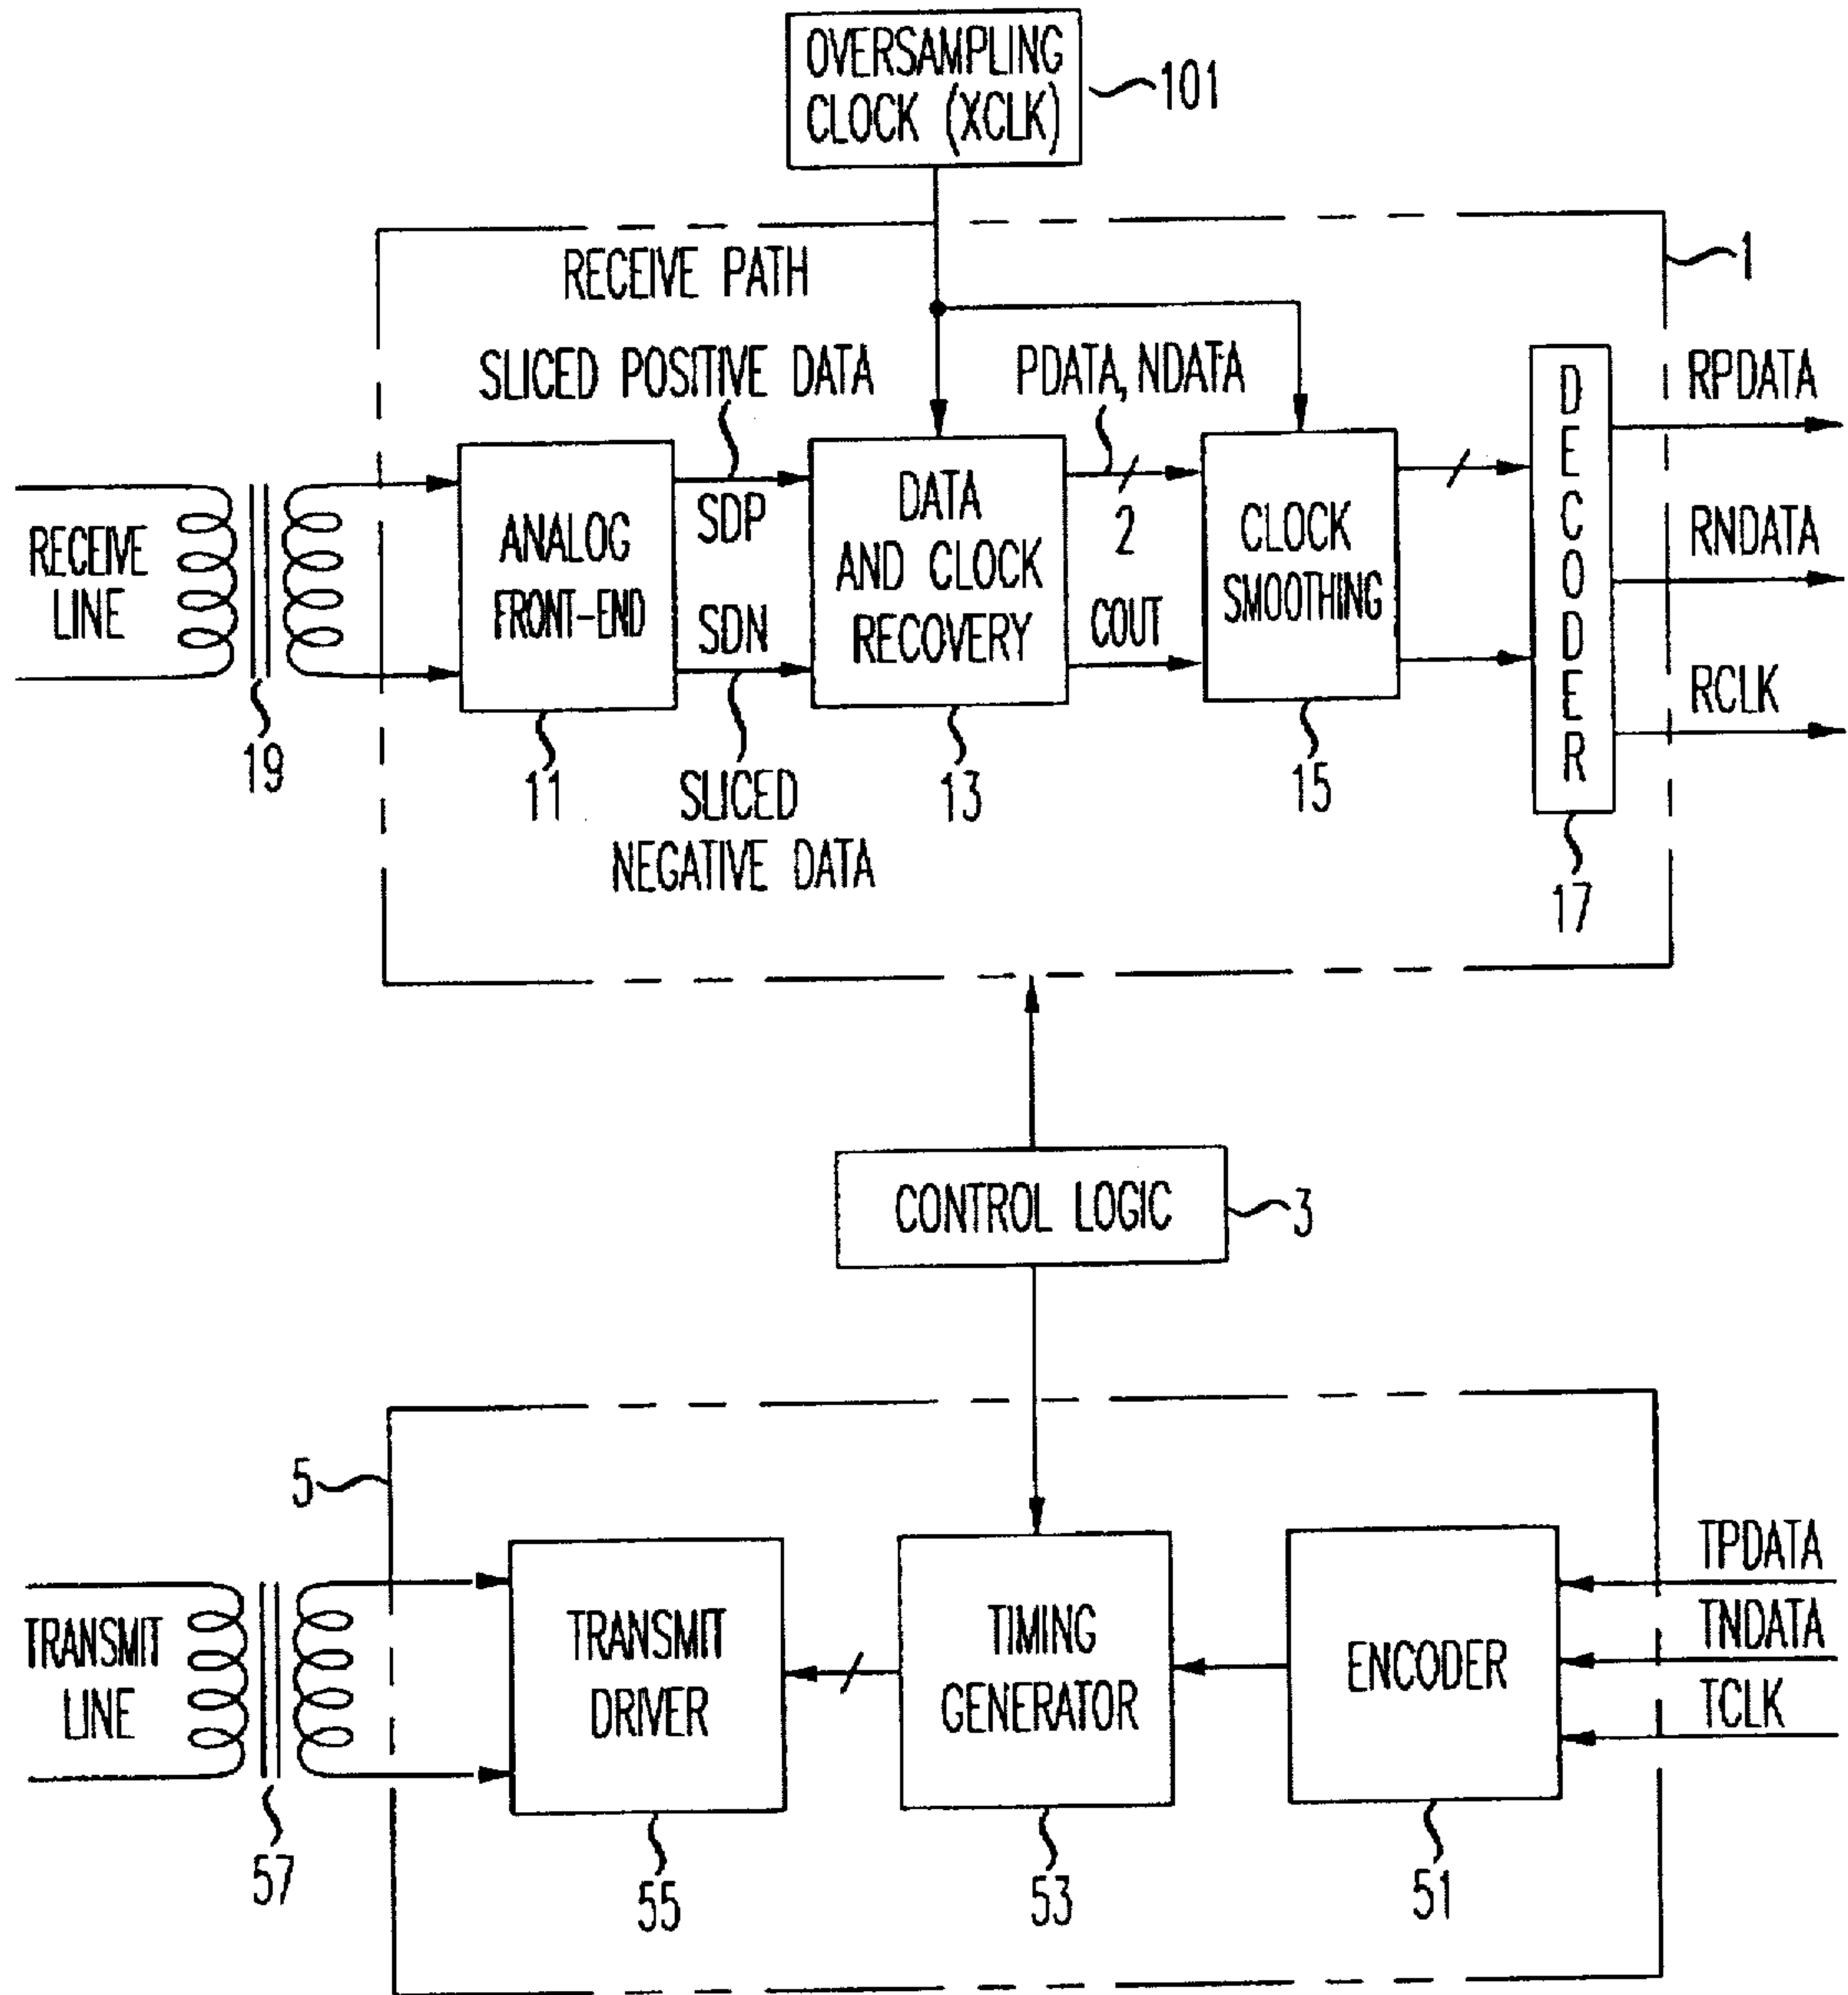 OVERSAMPLING
CLOCK (XCLK)
101
RECEIVE PATH
1
SLICED POSITIVE DATA
PDATA, NDATA
RPDATA
RECEIVE
LINE
19
ANALOG
FRONT-END
11
SDP
SDN
SLICED
NEGATIVE DATA
DATA
AND CLOCK
RECOVERY
13
2
COUT
CLOCK
SMOOTHING
15
DECODER
17
RNDATA
RCLK
CONTROL LOGIC
3
5
TRANSMIT
LINE
57
TRANSMIT
DRIVER
55
TIMING
GENERATOR
53
ENCODER
51
TPDATA
TNDATA
TCLK